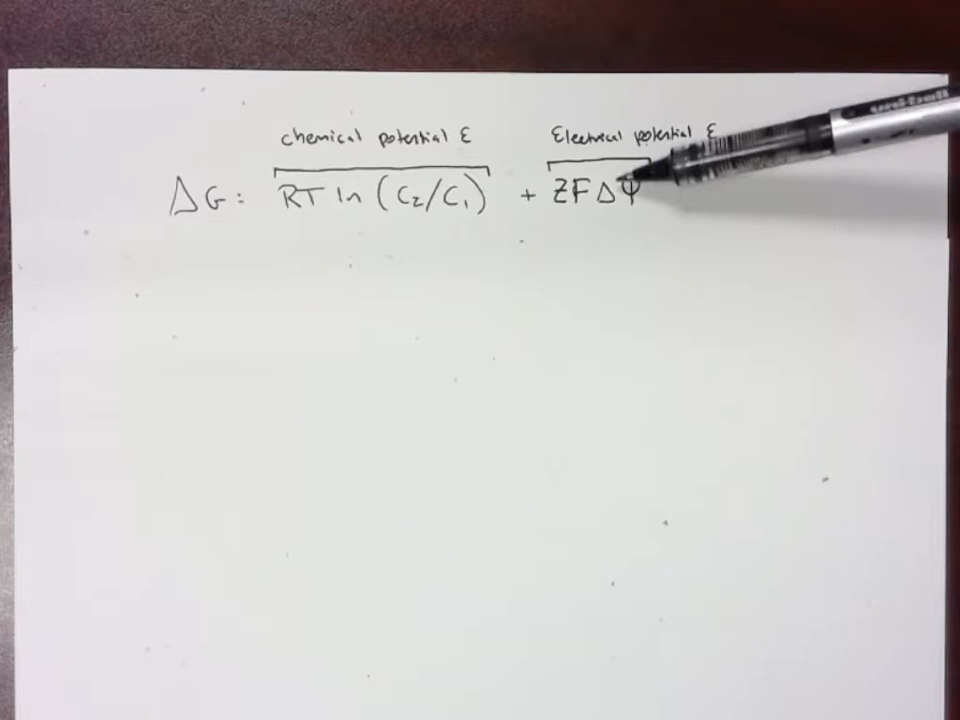 chemical potential ε Electrical potential ε
ΔG: RT ln (C₂/C₁) + ZFΔΨ